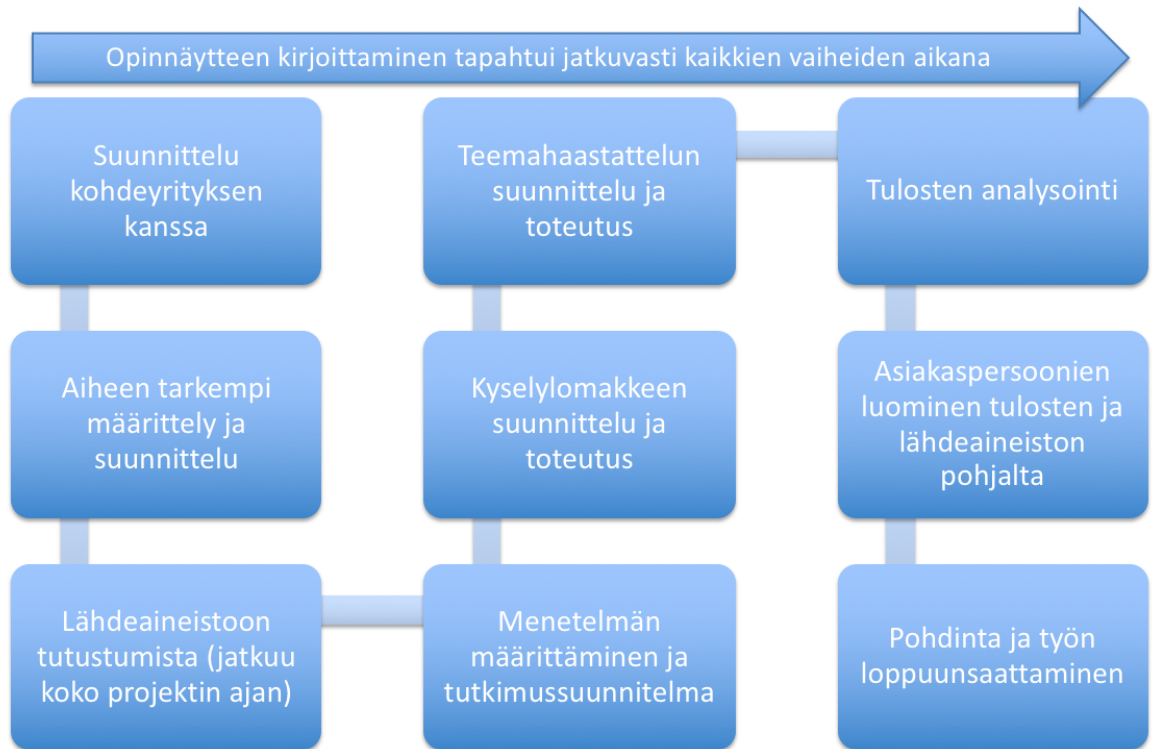 Opinnäytteen kirjoittaminen tapahtui jatkuvasti kaikkien vaiheiden aikana
Suunnittelu
kohdeyrityksen
kanssa
Aiheen tarkempi
määrittely ja
suunnittelu
Lähdeaineistoon
tutustumista (jatkuu
koko projektin ajan)
Menetelmän
määrittäminen ja
tutkimussuunnitelma
Kyselylomakkeen
suunnittelu ja
toteutus
Teemahaastattelun
suunnittelu ja
toteutus
Tulosten analysointi
Asiakaspersoonien
luominen tulosten ja
lähdeaineiston
pohjalta
Pohdinta ja työn
loppuunsaattaminen